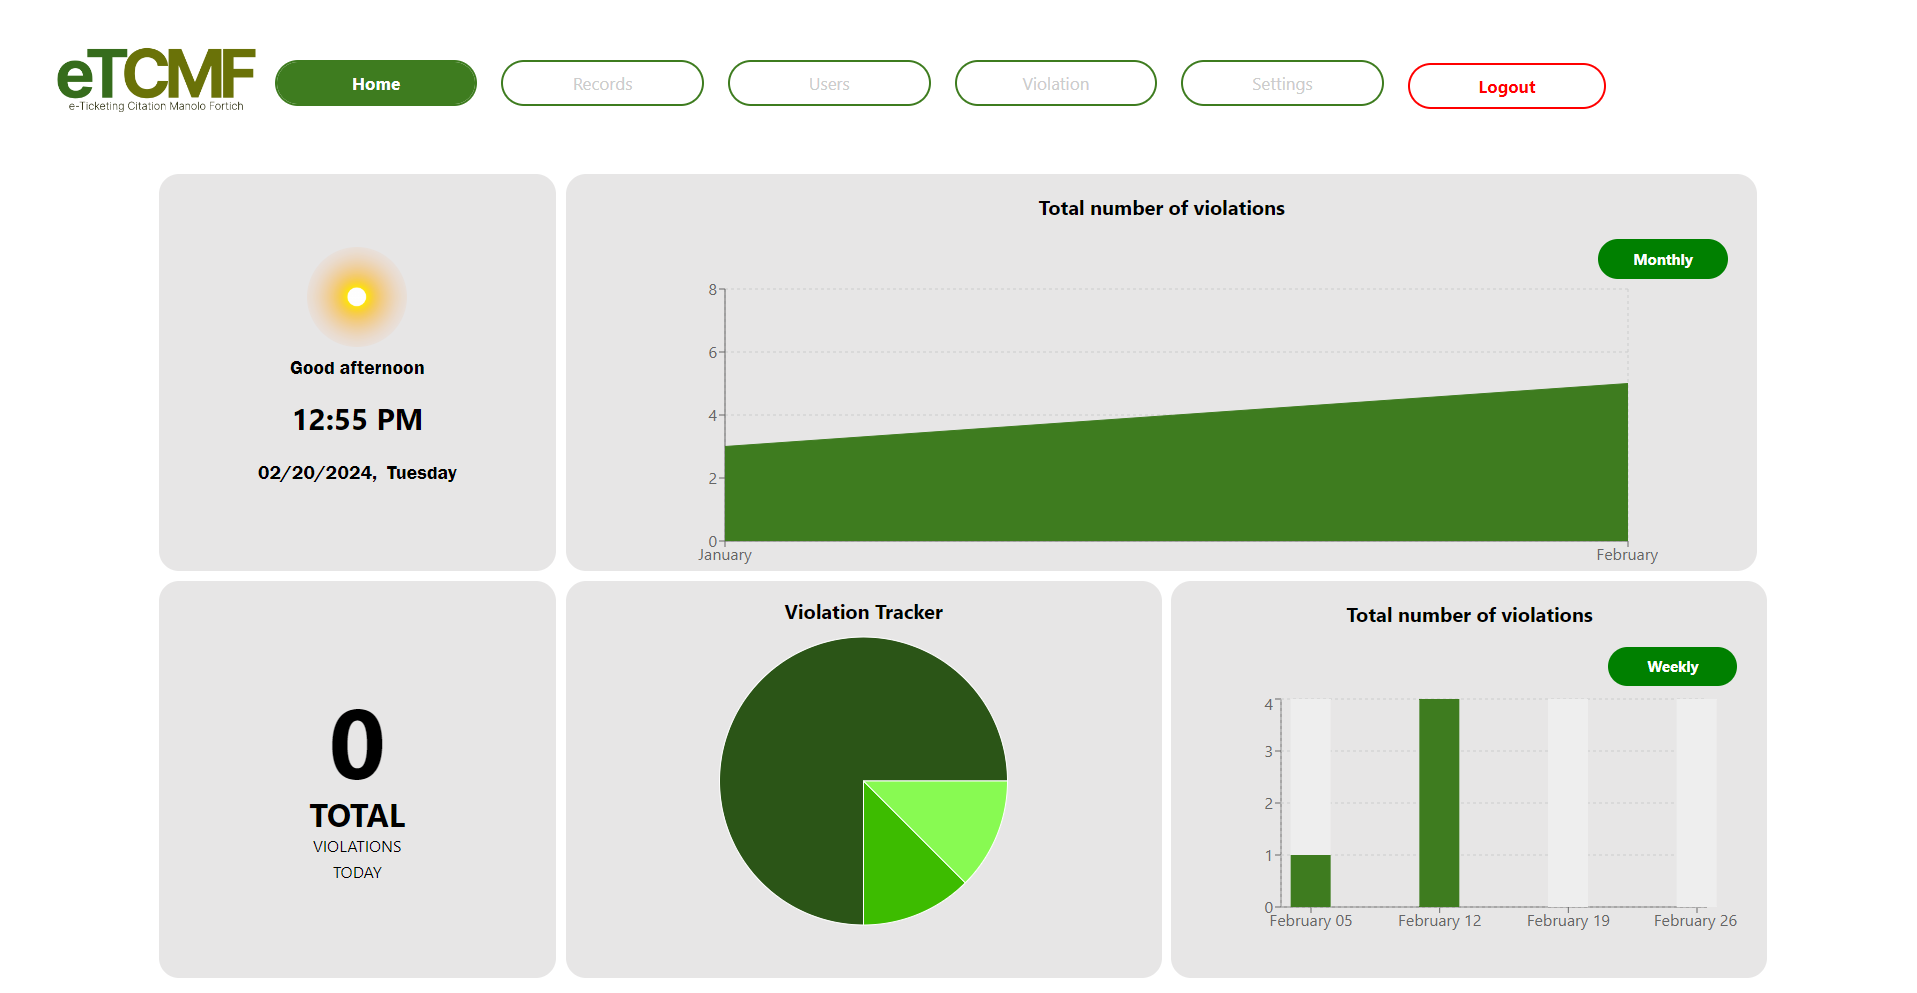 eTCMF
e-Ticketing Citation Manolo Fortich
Home
Records
Users
Violation
Settings
Logout
Good afternoon
12:55 PM
02/20/2024, Tuesday
Total number of violations
Monthly
8
6
4
2
0
January
February
0
TOTAL
VIOLATIONS
TODAY
Violation Tracker
Total number of violations
Weekly
4
3
2
1
0
February 05
February 12
February 19
February 26